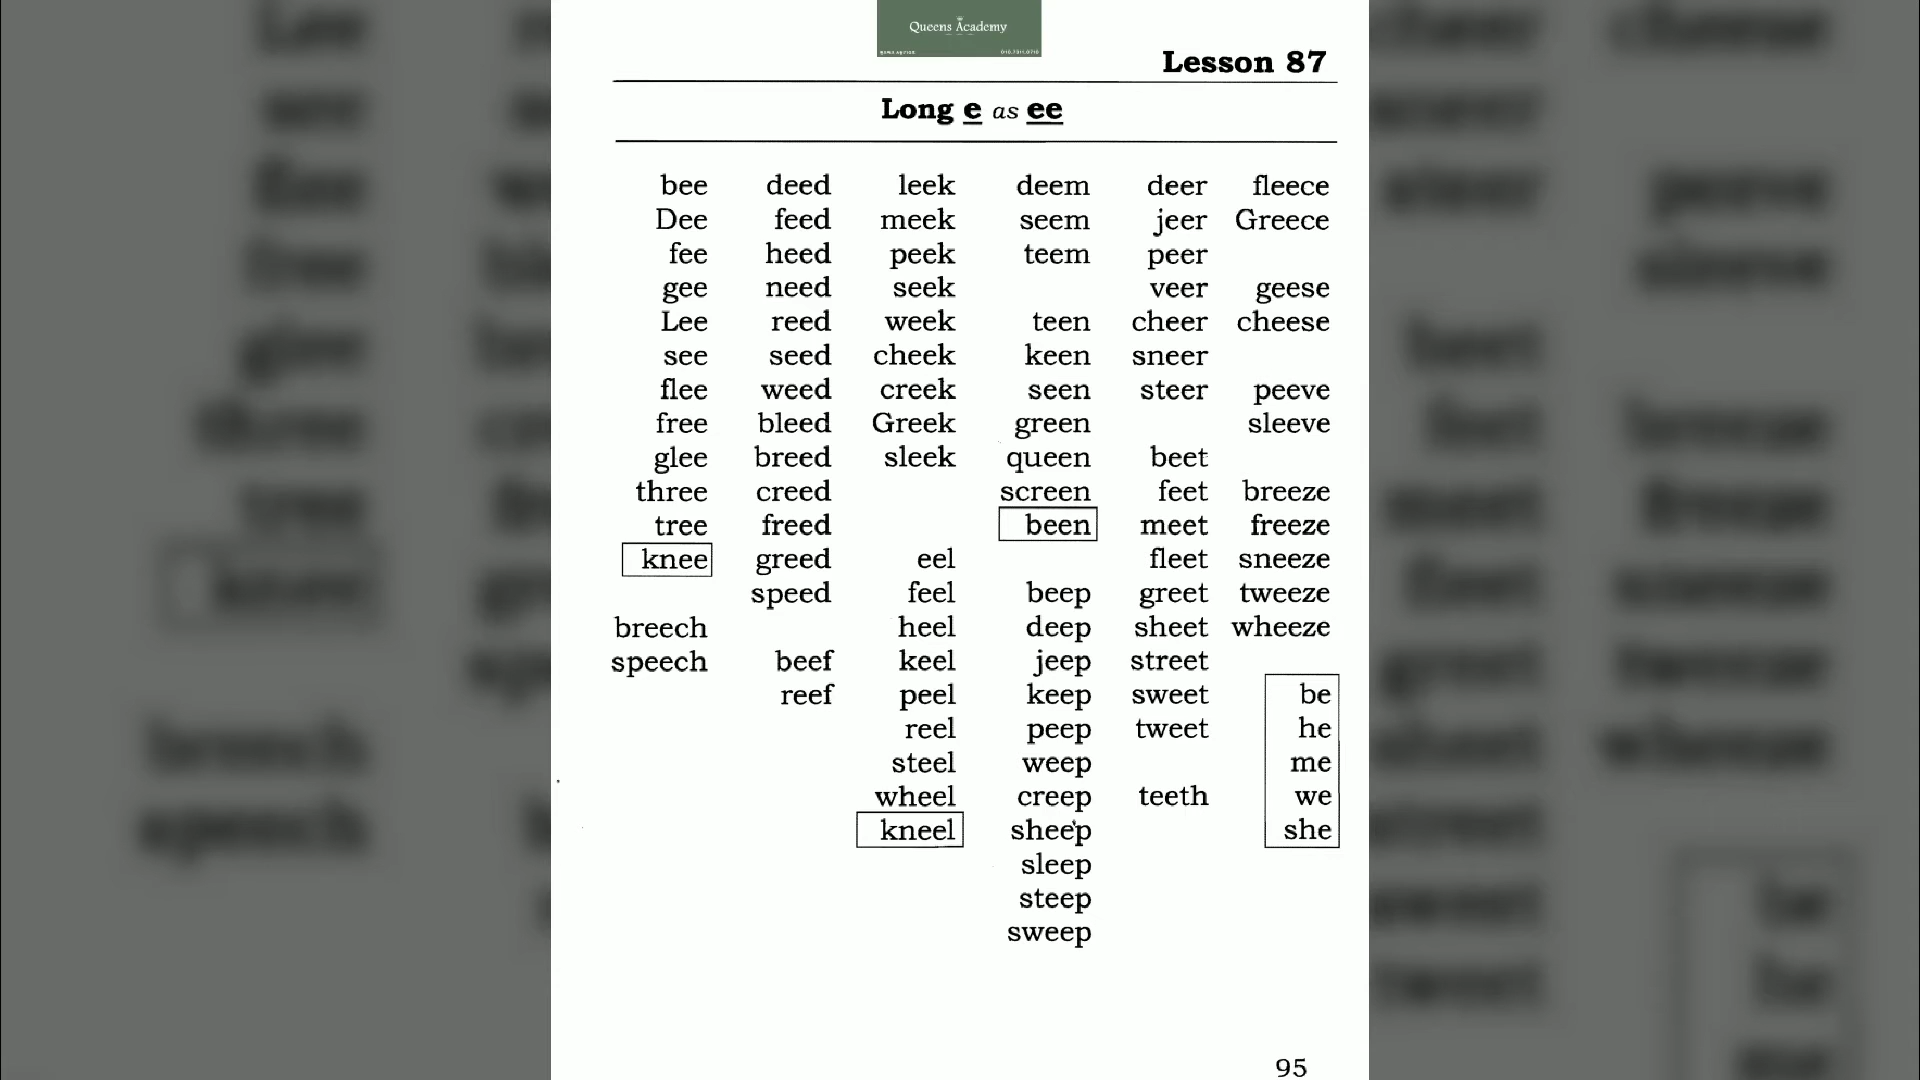 Queens Academy
Lesson 87
Long e as ee
bee deed leek deem deer fleece
Dee feed meek seem jeer Greece
fee heed peek teem peer
gee need seek veer geese
Lee reed week teen cheer cheese
see seed cheek keen sneer
flee weed creek seen steer peeve
free bleed Greek green sleeve
glee breed sleek queen beet
three creed screen feet breeze
tree freed been meet freeze
knee greed eel fleet sneeze
speed feel beep greet tweeze
breech heel deep sheet wheeze
speech beef keel jeep street
reef peel keep sweet be
reel peep tweet he
steel weep me
wheel creep teeth we
kneel sheep she
sleep
steep
sweep
95